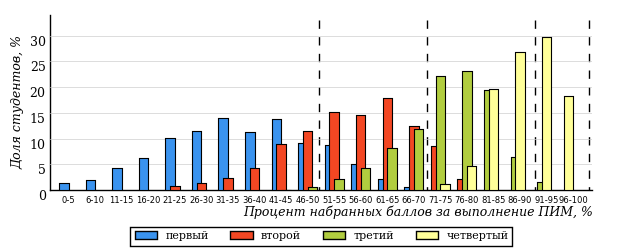 Доля студентов, %
30
25
20
15
10
5
0
0-5 6-10 11-15 16-20 21-25 26-30 31-35 36-40 41-45 46-50 51-55 56-60 61-65 66-70 71-75 76-80 81-85 86-90 91-95 96-100
Процент набранных баллов за выполнение ПИМ, %
первый второй третий четвертый